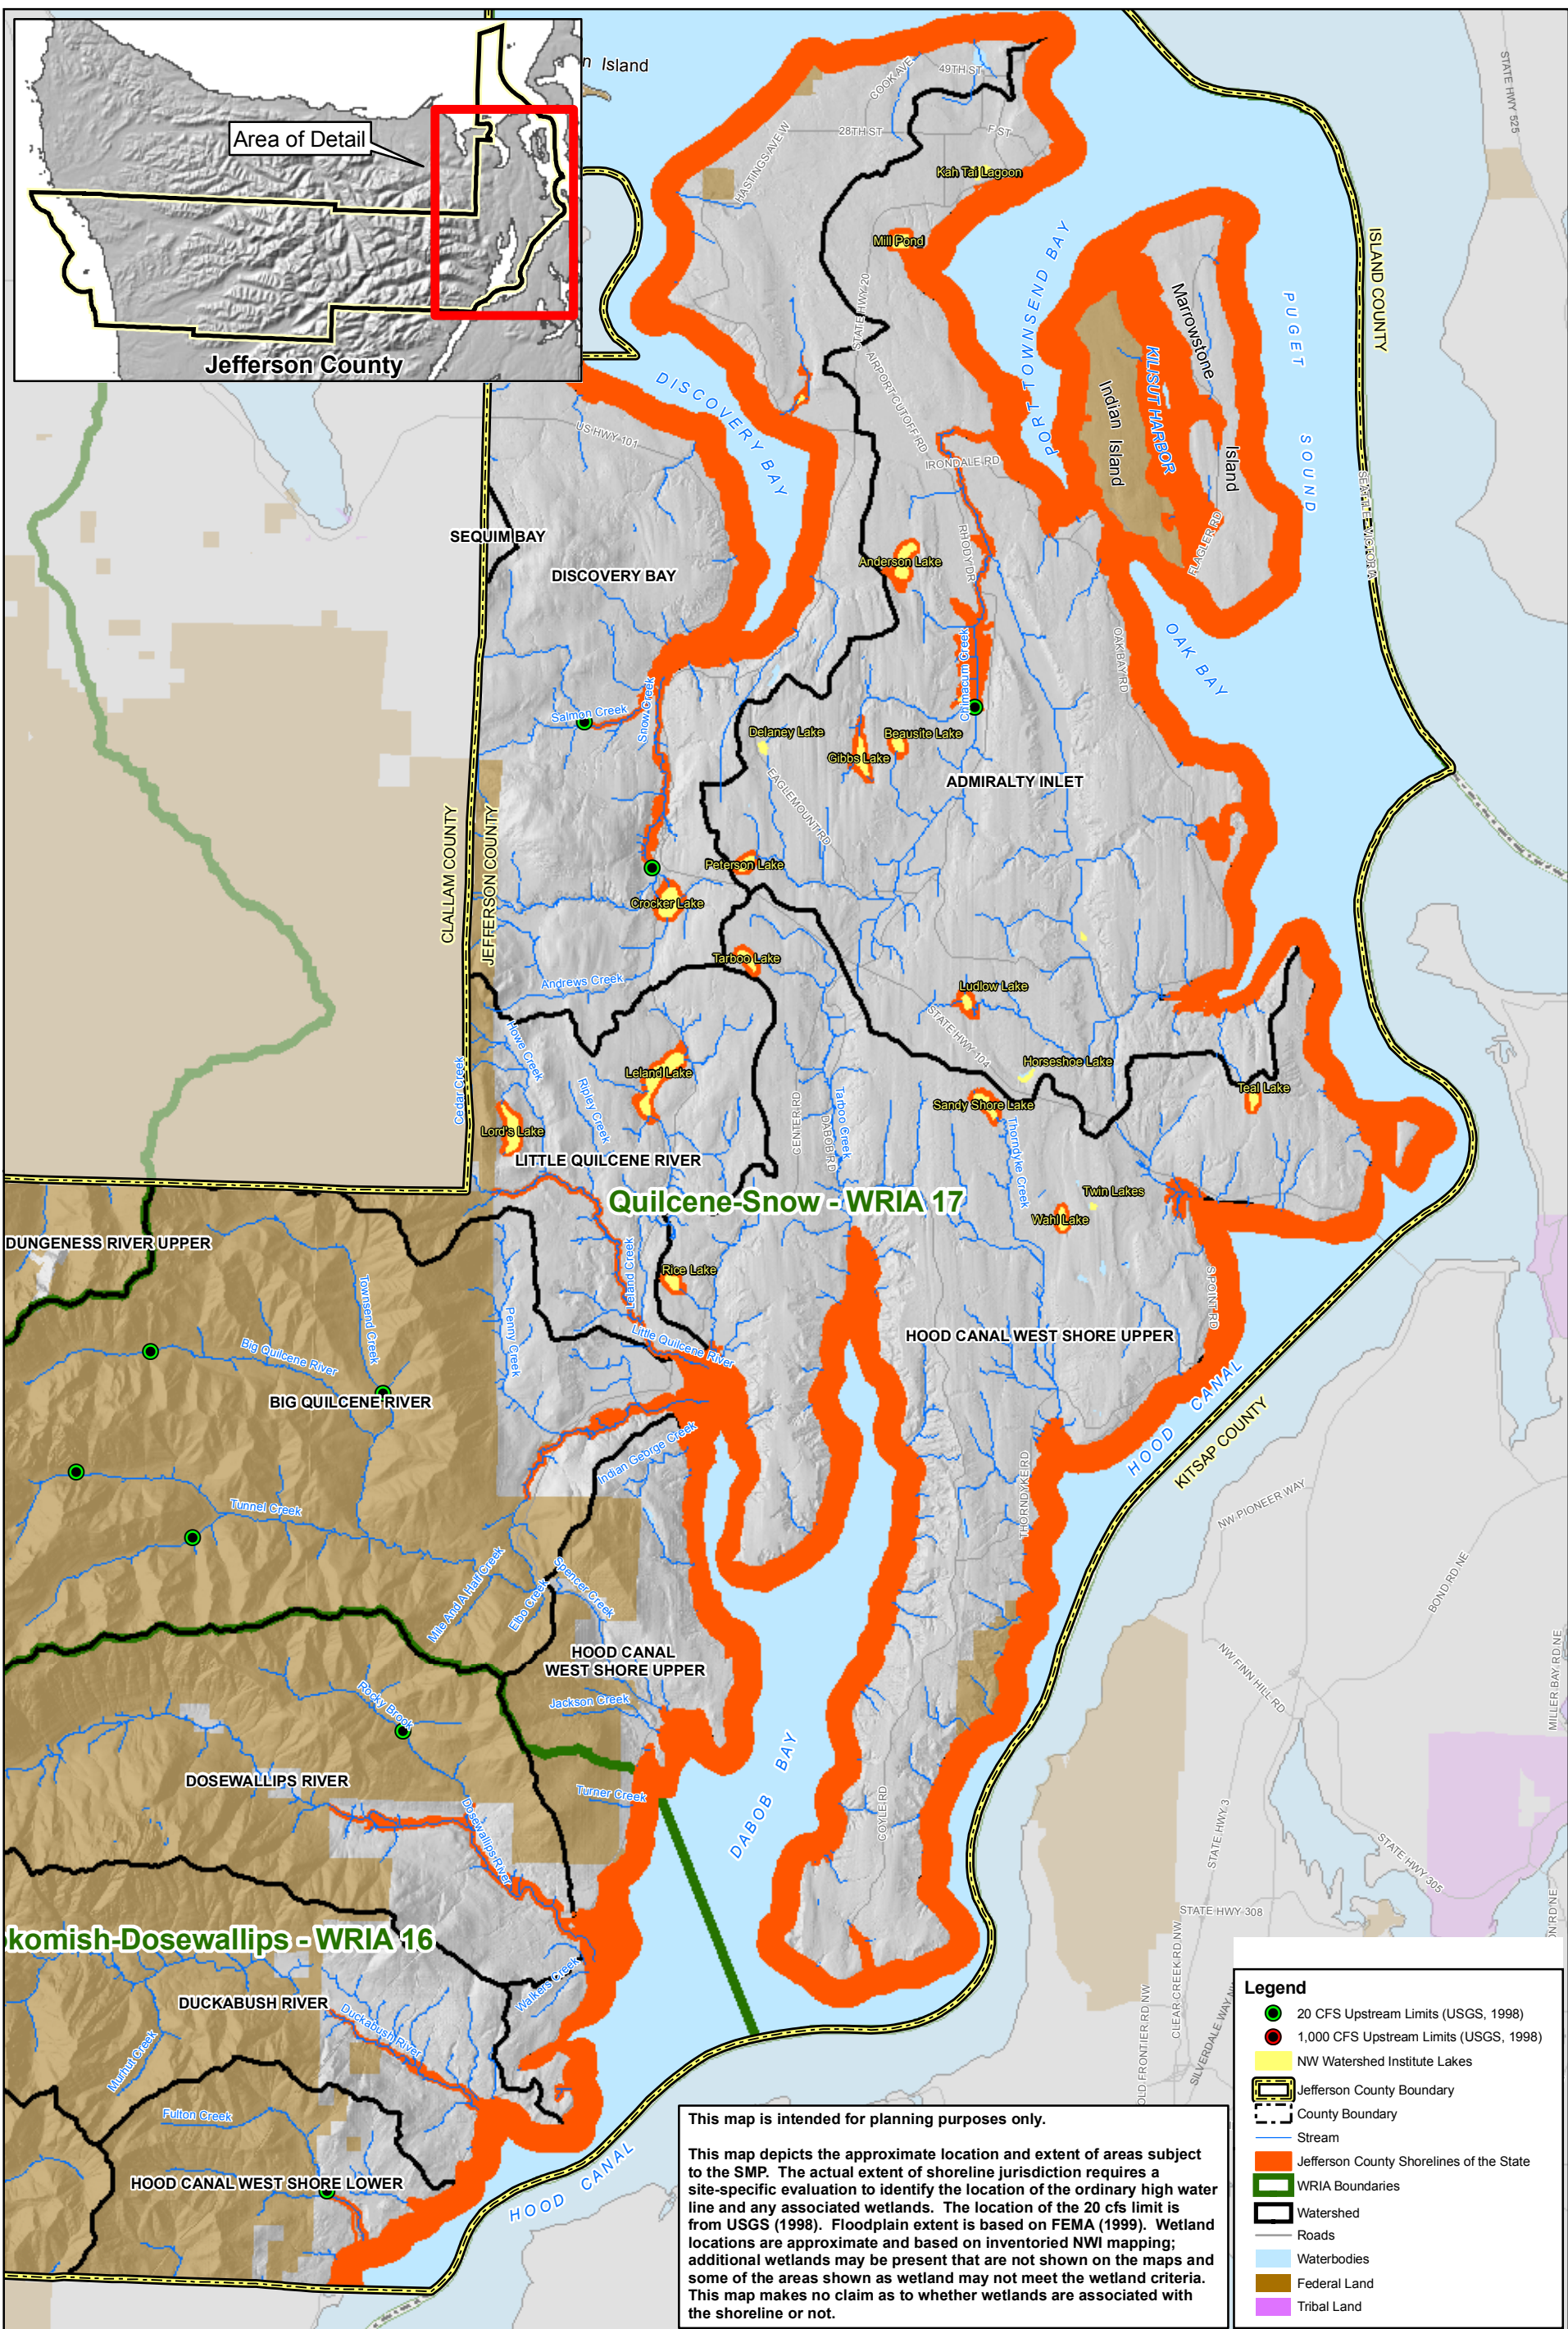 n Island
Area of Detail
Jefferson County
COOK AVE
49TH ST
28TH ST
F ST
HASTINGS AVE W
Kah Tai Lagoon
Mill Pond
STATE HWY 20
AIRPORT CUTOFF RD
PORT TOWNSEND BAY
STATE HWY 525
ISLAND COUNTY
PUGET
SOUND
Marrowstone
Island
KILISUT HARBOR
Indian Island
FLAGLER RD
DISCOVERY BAY
US HWY 101
IRONDALE RD
RHODY DR
SEQUIM BAY
DISCOVERY BAY
Anderson Lake
OAK BAY RD
OAK BAY
Chimacum Creek
Salmon Creek
Snow Creek
Delaney Lake
Beausite Lake
Gibbs Lake
ADMIRALTY INLET
EAGLEMOUNT RD
CLALLAM COUNTY
JEFFERSON COUNTY
Peterson Lake
Crocker Lake
Tarboo Lake
Andrews Creek
Ludlow Lake
STATE HWY 104
Howe Creek
Cedar Creek
Leland Lake
Ripley Creek
Horseshoe Lake
Teal Lake
Lord's Lake
CENTER RD
DABOB RD
Tarboo Creek
Sandy Shore Lake
Thorndyke Creek
LITTLE QUILCENE RIVER
Quilcene-Snow - WRIA 17
Twin Lakes
Wahl Lake
DUNGENESS RIVER UPPER
Townsend Creek
Penny Creek
Leland Creek
Rice Lake
Little Quilcene River
S POINT RD
Big Quilcene River
HOOD CANAL WEST SHORE UPPER
BIG QUILCENE RIVER
HOOD CANAL
KITSAP COUNTY
Indian George Creek
THORNDYKE RD
NW PIONEER WAY
Tunnel Creek
BOND RD NE
Mile And A Half Creek
Elbo Creek
Spencer Creek
HOOD CANAL
WEST SHORE UPPER
NW FINN HILL RD
MILLER BAY RD NE
Jackson Creek
Rocky Brook
DABOB BAY
DOSEWALLIPS RIVER
Turner Creek
Dosewallips River
COYLE RD
STATE HWY 3
STATE HWY 305
komish-Dosewallips - WRIA 16
STATE HWY 308
Walkers Creek
DUCKABUSH RIVER
Duckabush River
Murhut Creek
OLD FRONTIER RD NW
CLEAR CREEK RD NW
SILVERDALE WAY
Fulton Creek
HOOD CANAL WEST SHORE LOWER
HOOD CANAL
This map is intended for planning purposes only.
This map depicts the approximate location and extent of areas subject
to the SMP. The actual extent of shoreline jurisdiction requires a
site-specific evaluation to identify the location of the ordinary high water
line and any associated wetlands. The location of the 20 cfs limit is
from USGS (1998). Floodplain extent is based on FEMA (1999). Wetland
locations are approximate and based on inventoried NWI mapping;
additional wetlands may be present that are not shown on the maps and
some of the areas shown as wetland may not meet the wetland criteria.
This map makes no claim as to whether wetlands are associated with
the shoreline or not.
Legend
20 CFS Upstream Limits (USGS, 1998)
1,000 CFS Upstream Limits (USGS, 1998)
NW Watershed Institute Lakes
Jefferson County Boundary
County Boundary
Stream
Jefferson County Shorelines of the State
WRIA Boundaries
Watershed
Roads
Waterbodies
Federal Land
Tribal Land